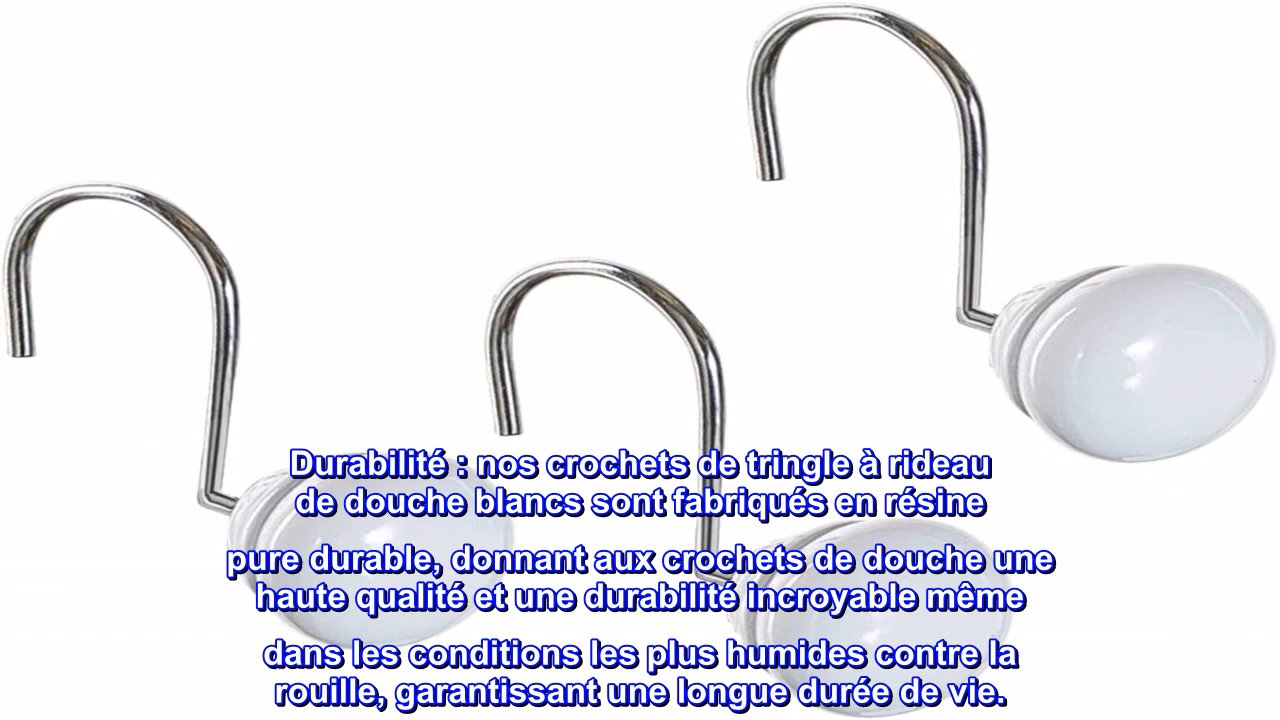 Durabilité : nos crochets de tringle à rideau
de douche blancs sont fabriqués en résine
pure durable, donnant aux crochets de douche une
haute qualité et une durabilité incroyable même
dans les conditions les plus humides contre la
rouille, garantissant une longue durée de vie.